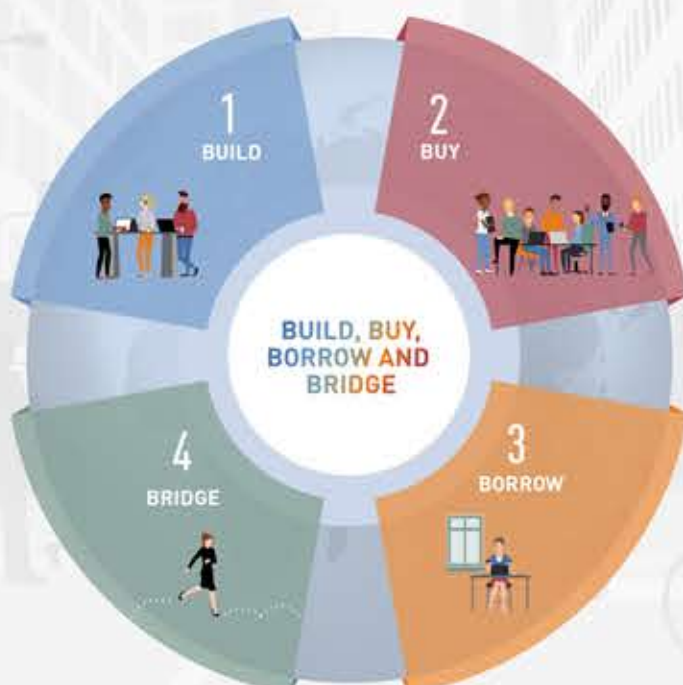 1
BUILD
2
BUY
BUILD, BUY,
BORROW AND
BRIDGE
4
BRIDGE
3
BORROW